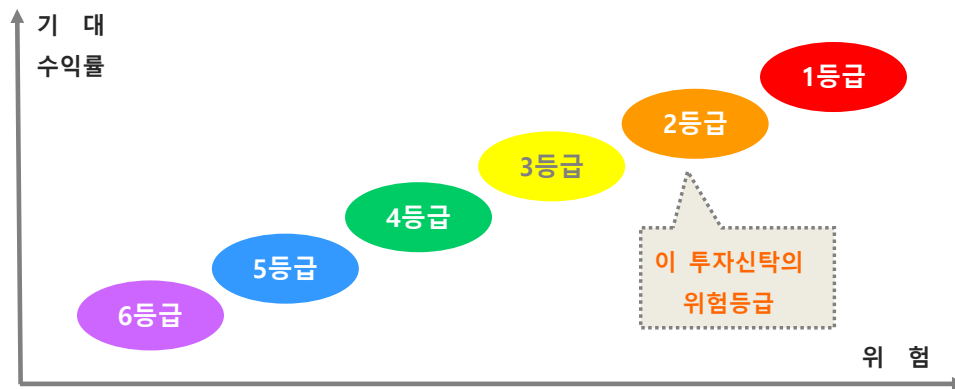 기 대
수익률
1등급
2등급
3등급
4등급
5등급
6등급
이 투자신탁의
위험등급
위 험